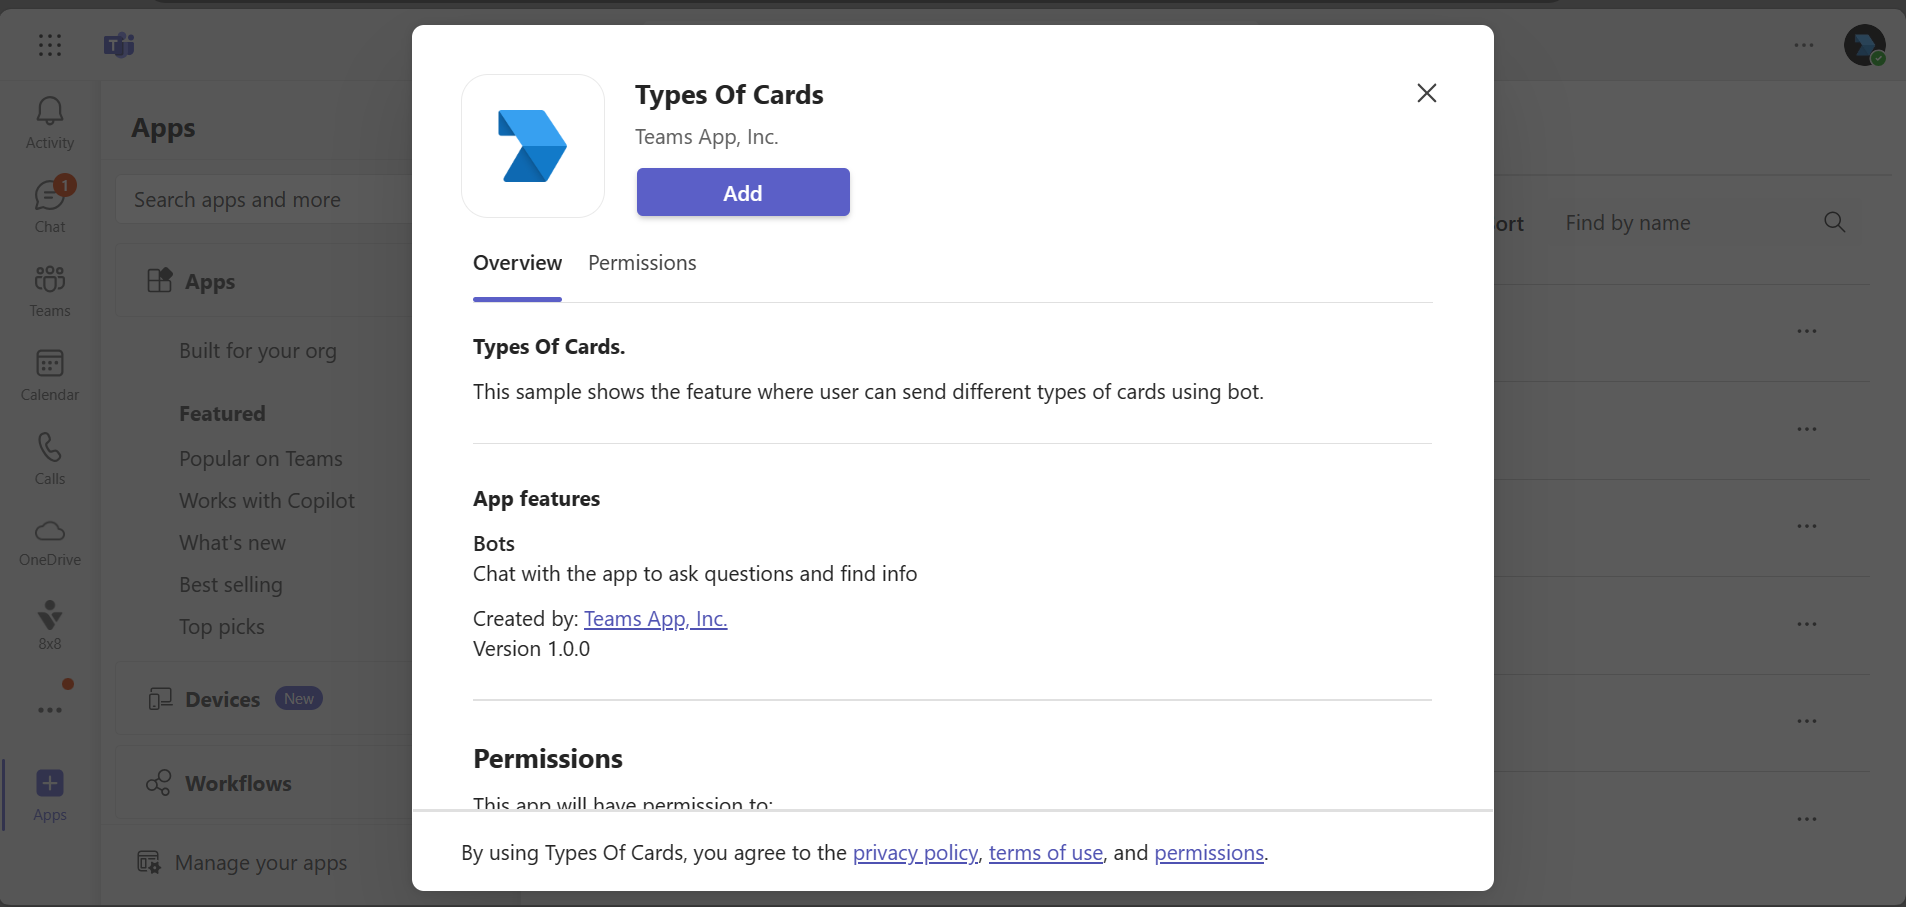 Activity
1
Chat
Teams
Calendar
Calls
OneDrive
8x8
Apps
Apps
Search apps and more
Apps
Built for your org
Featured
Popular on Teams
Works with Copilot
What's new
Best selling
Top picks
Devices New
Workflows
Manage your apps
Types Of Cards
Teams App, Inc.
Add
Overview Permissions
Types Of Cards.
This sample shows the feature where user can send different types of cards using bot.
App features
Bots
Chat with the app to ask questions and find info
Created by: Teams App, Inc.
Version 1.0.0
Permissions
This app will have permission to:
By using Types Of Cards, you agree to the privacy policy, terms of use, and permissions.
ort Find by name